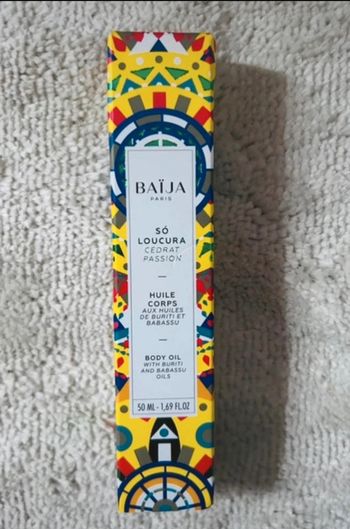 BAÏJA
PARIS
SÓ
LOUCURA
CÉDRAT
PASSION
HUILE
CORPS
AUX HUILES
DE BURITI ET
BABASSU
BODY OIL
WITH BURITI
AND BABASSU
OILS
50 ML - 1,69 FL.OZ